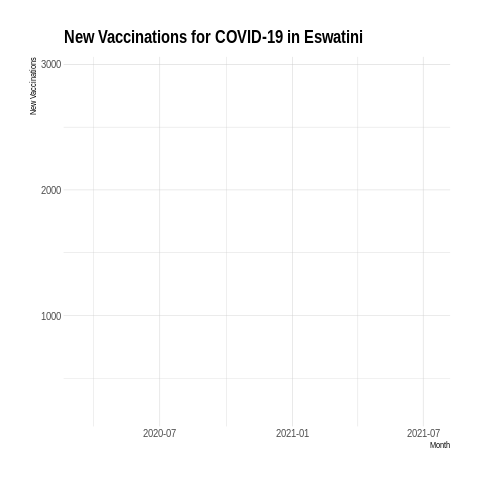 New Vaccinations for COVID-19 in Eswatini
New Vaccinations
3000
2000
1000
2020-07
2021-01
2021-07
Month